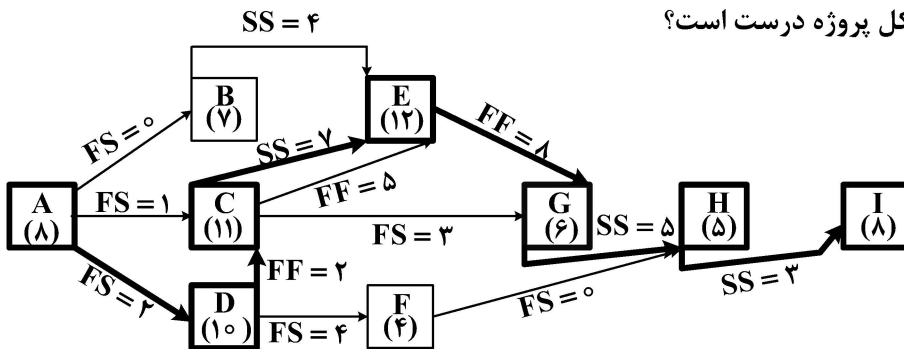 کل پروژه درست است؟
SS = ۴
B
(۷)
E
(۱۲)
FS = ۰
SS = ۷
FF = ۸
FF = ۵
A
(۸)
FS = ۱
C
(۱۱)
FS = ۳
G
(۶)
SS = ۵
H
(۵)
I
(۸)
FS = ۲
FF = ۲
D
(۱۰)
FS = ۴
F
(۴)
FS = ۰
SS = ۳